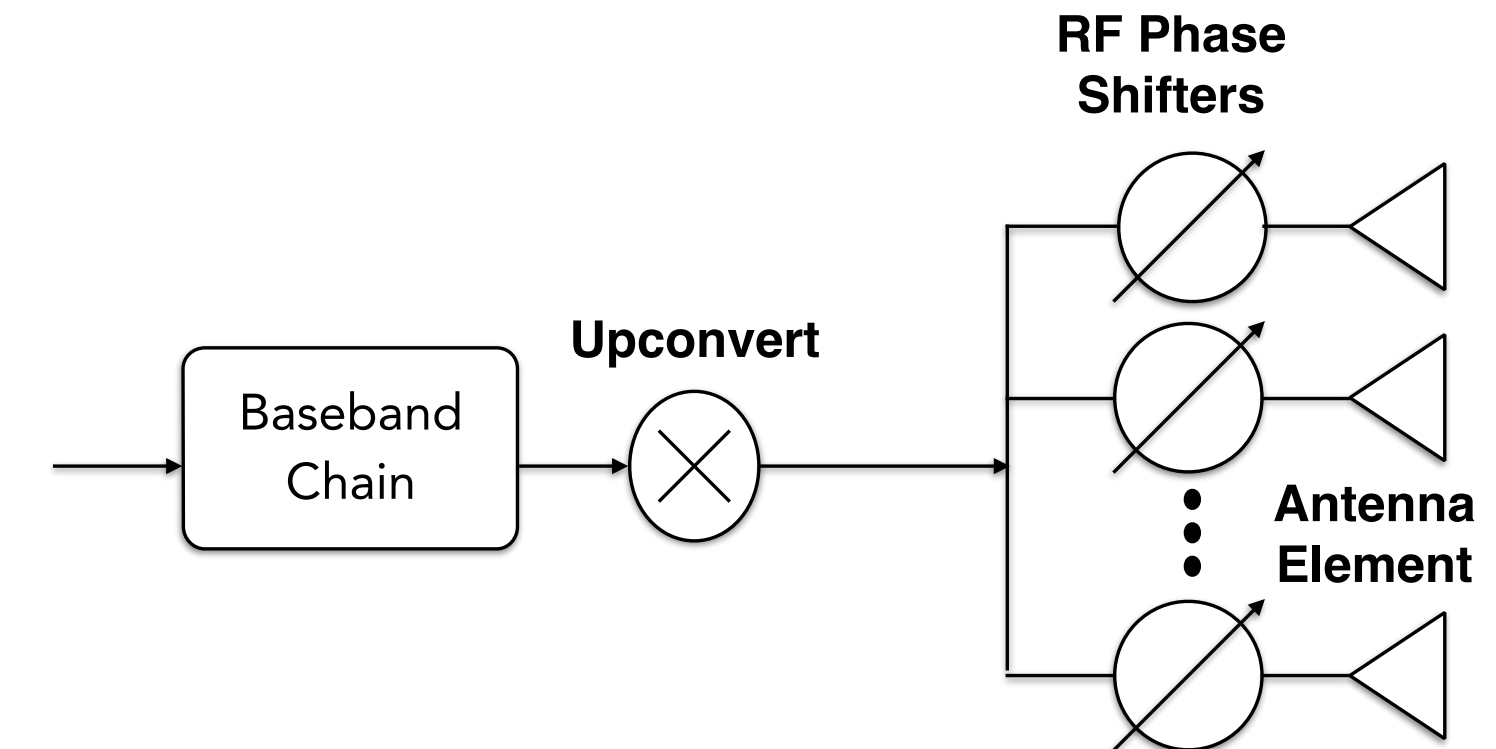 RF Phase
Shifters
Upconvert
Baseband
Chain
Antenna
Element